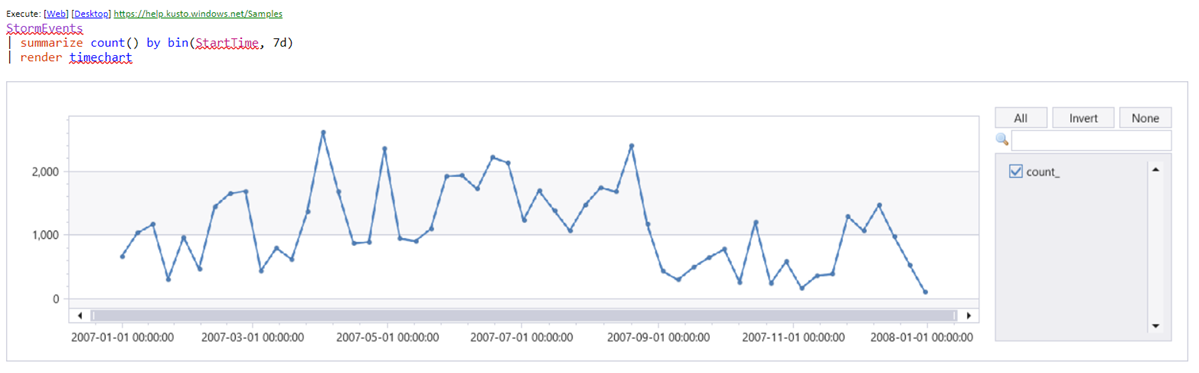 Execute: [Web] [Desktop] https://help.kusto.windows.net/Samples
StormEvents
| summarize count() by bin(StartTime, 7d)
| render timechart
All Invert None
2,000
count_
1,000
0
2007-01-01 00:00:00 2007-03-01 00:00:00 2007-05-01 00:00:00 2007-07-01 00:00:00 2007-09-01 00:00:00 2007-11-01 00:00:00 2008-01-01 00:00:00